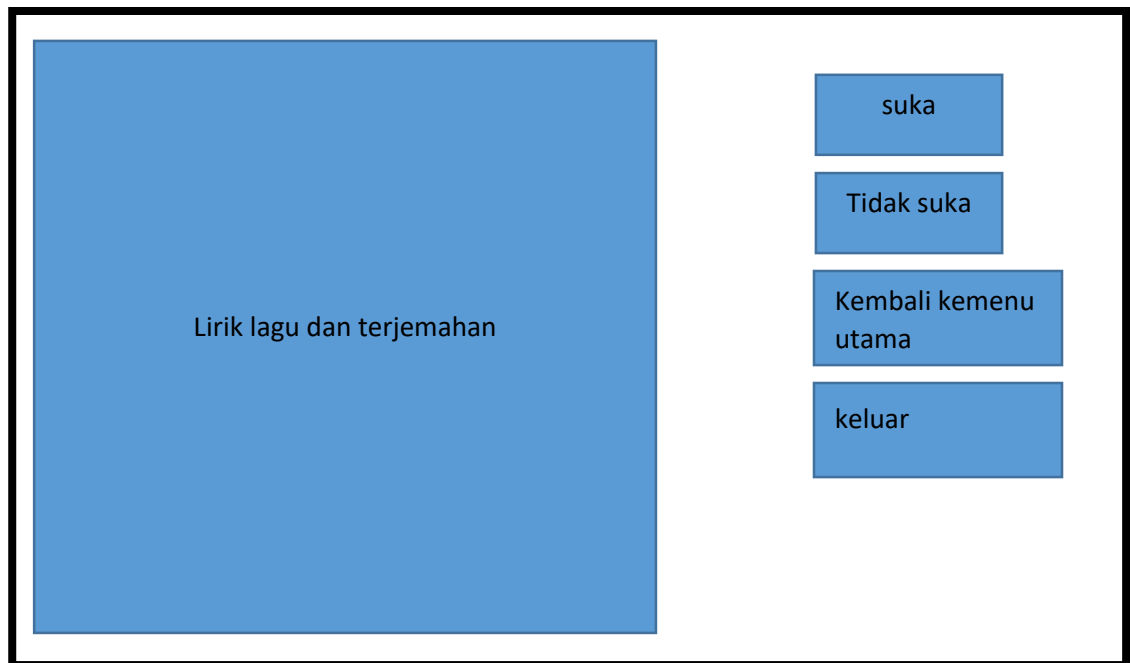 suka
Tidak suka
Lirik lagu dan terjemahan
Kembali kemenu
utama
keluar